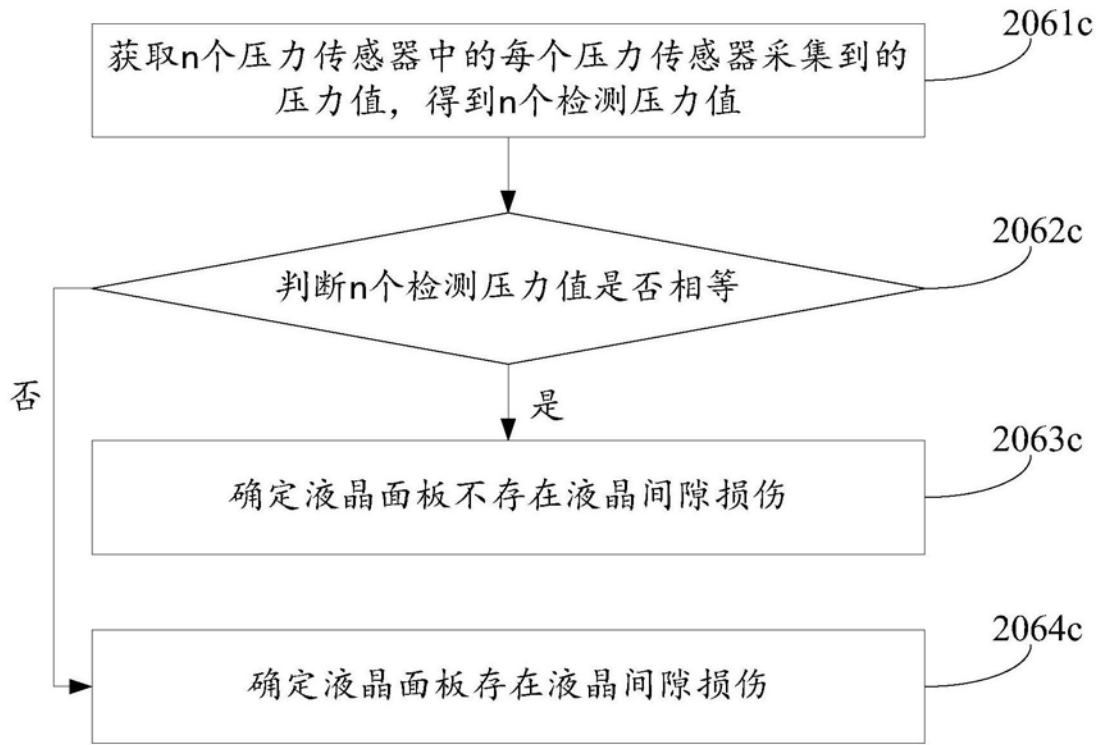 2061c
获取n个压力传感器中的每个压力传感器采集到的
压力值，得到n个检测压力值
2062c
判断n个检测压力值是否相等
否
是
2063c
确定液晶面板不存在液晶间隙损伤
2064c
确定液晶面板存在液晶间隙损伤